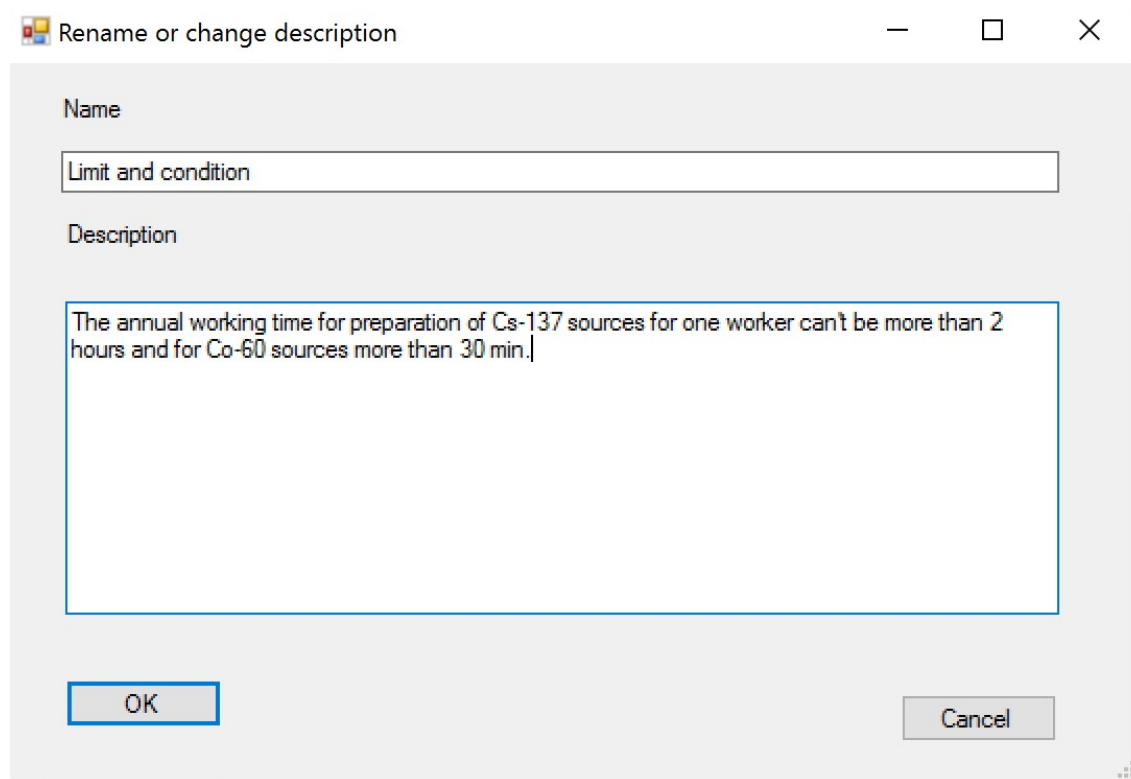 Rename or change description
Name
Limit and condition
Description
The annual working time for preparation of Cs-137 sources for one worker can't be more than 2
hours and for Co-60 sources more than 30 min.
OK
Cancel